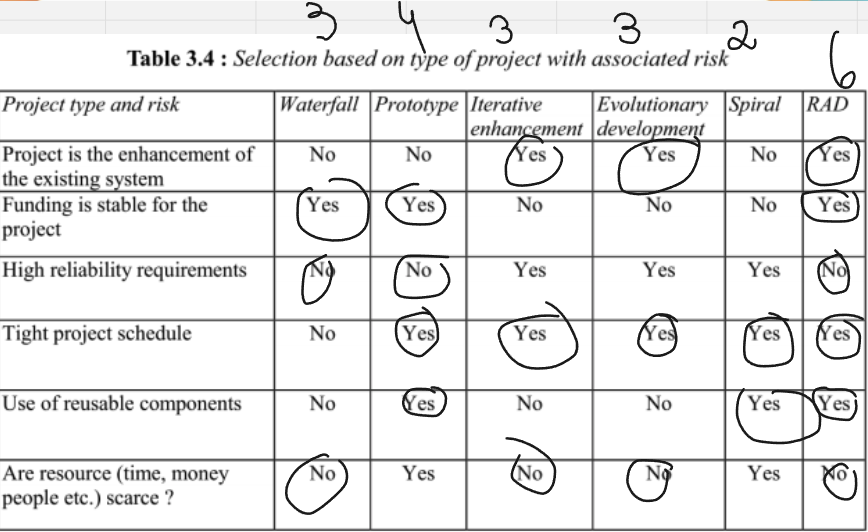 3 4 3 3 2 6
Table 3.4 : Selection based on type of project with associated risk
Project type and risk Waterfall Prototype Iterative enhancement Evolutionary development Spiral RAD
Project is the enhancement of the existing system No No Yes Yes No Yes
Funding is stable for the project Yes Yes No No No Yes
High reliability requirements No No Yes Yes Yes No
Tight project schedule No Yes Yes Yes Yes Yes
Use of reusable components No Yes No No Yes Yes
Are resource (time, money people etc.) scarce ? No Yes No No Yes No